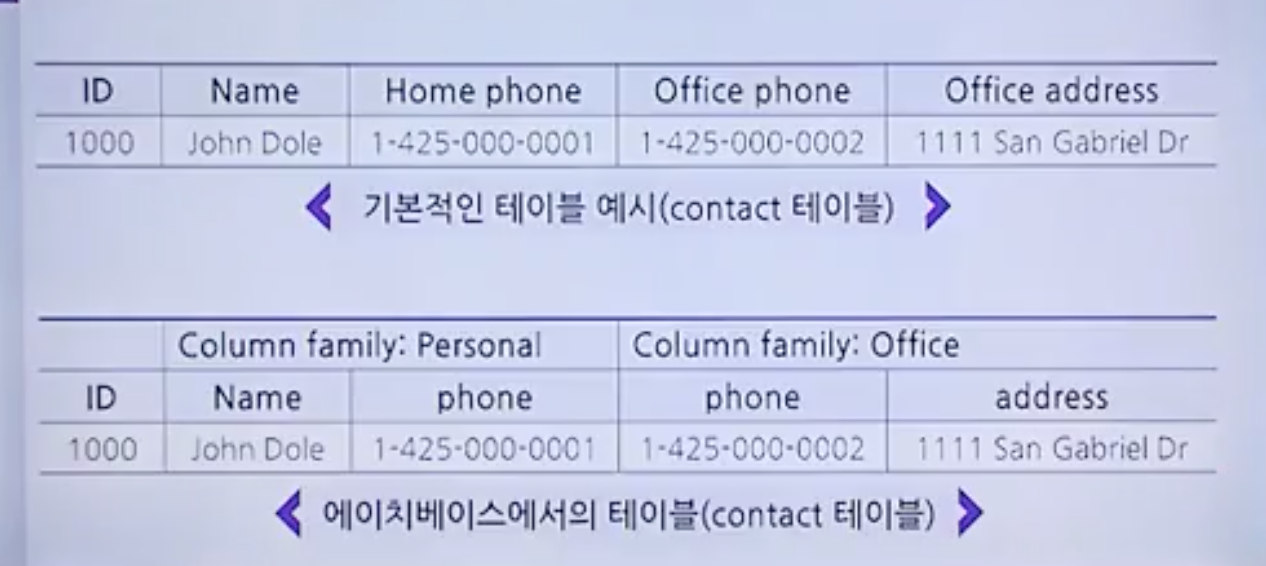 ID Name Home phone Office phone Office address
1000 John Dole 1-425-000-0001 1-425-000-0002 1111 San Gabriel Dr
기본적인 테이블 예시(contact 테이블)
Column family: Personal Column family: Office
ID Name phone phone address
1000 John Dole 1-425-000-0001 1-425-000-0002 1111 San Gabriel Dr
에이치베이스에서의 테이블(contact 테이블)